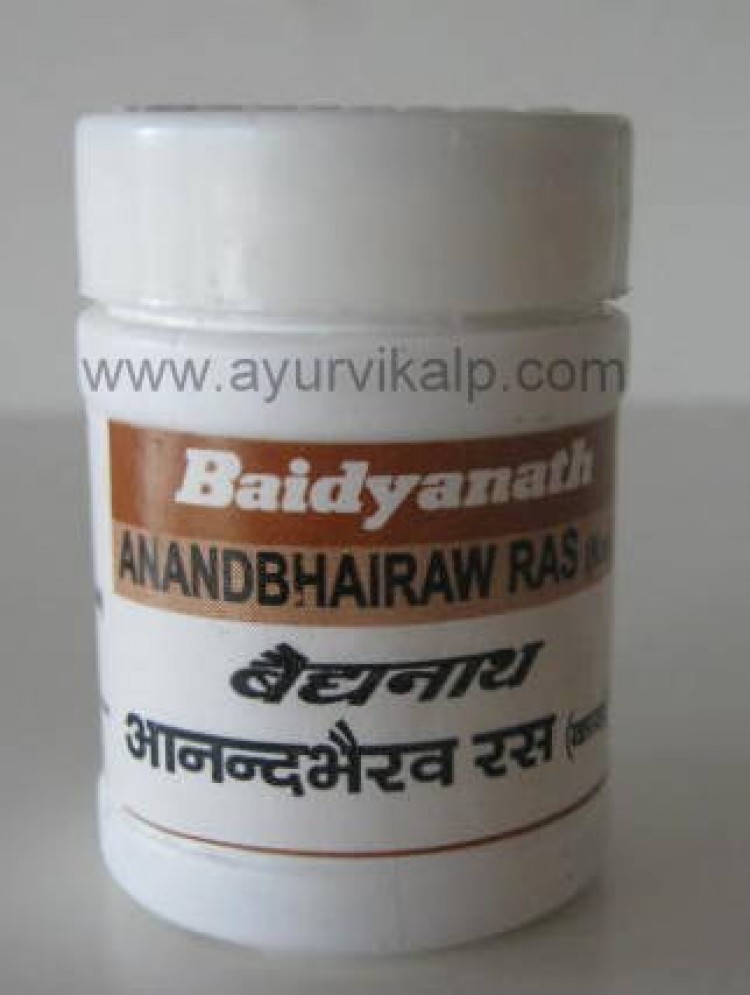 www.ayurvikalp.com
Baidyanath
ANANDBHAIRAW RAS
बैद्यनाथ
आनन्दभैरव रस